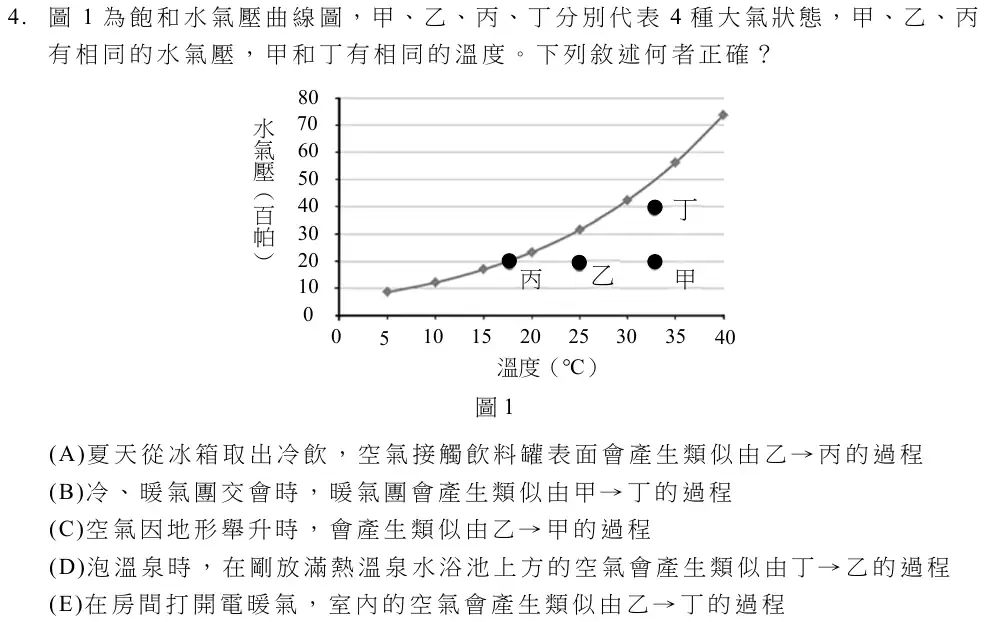 4. 圖 1 為飽和水氣壓曲線圖，甲、乙、丙、丁分別代表 4 種大氣狀態，甲、乙、丙
有相同的水氣壓，甲和丁有相同的溫度。下列敘述何者正確？
水氣壓（百帕）
80
70
60
50
40
30
20
10
0
丁
丙
乙
甲
0 5 10 15 20 25 30 35 40
溫度（℃）
圖 1
(A)夏天從冰箱取出冷飲，空氣接觸飲料罐表面會產生類似由乙→丙的過程
(B)冷、暖氣團交會時，暖氣團會產生類似由甲→丁的過程
(C)空氣因地形舉升時，會產生類似由乙→甲的過程
(D)泡溫泉時，在剛放滿熱溫泉水浴池上方的空氣會產生類似由丁→乙的過程
(E)在房間打開電暖氣，室內的空氣會產生類似由乙→丁的過程